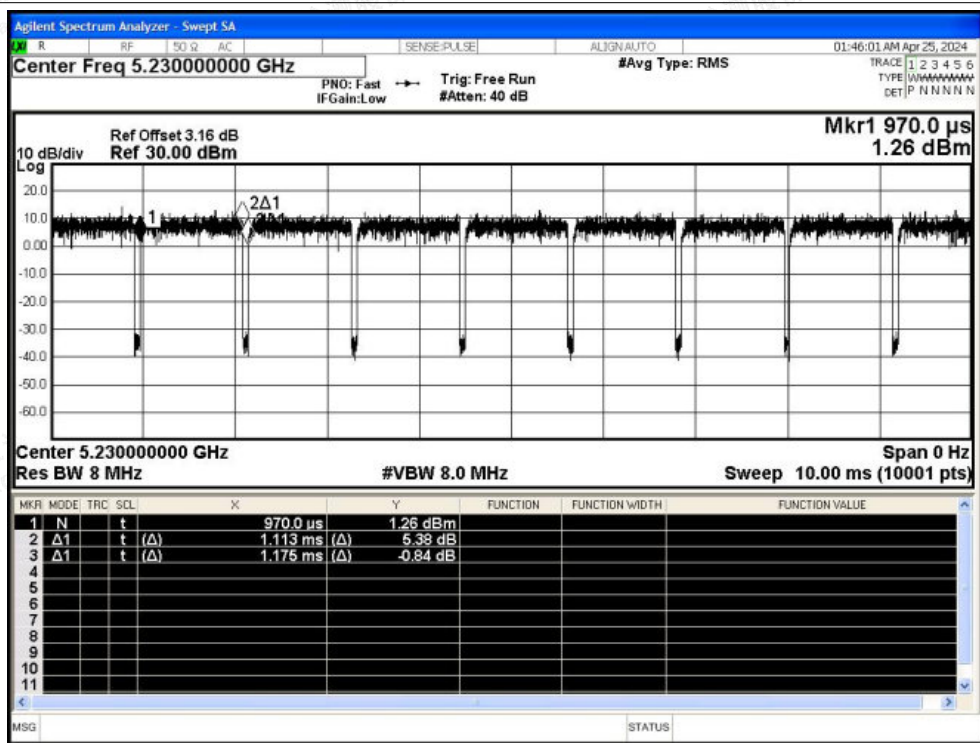 Agilent Spectrum Analyzer - Swept SA
R RF 50 Ω AC SENSE:PULSE ALIGNAUTO 01:46:01 AM Apr 25, 2024
Center Freq 5.230000000 GHz
PNO: Fast
IFGain:Low
Trig: Free Run
#Atten: 40 dB
#Avg Type: RMS
TRACE 1 2 3 4 5 6
TYPE
DET P N N N N N
Mkr1 970.0 µs
1.26 dBm
Ref Offset 3.16 dB
10 dB/div Ref 30.00 dBm
Log
20.0
10.0
0.00
-10.0
-20.0
-30.0
-40.0
-50.0
-60.0
1
2Δ1
Center 5.230000000 GHz Span 0 Hz
Res BW 8 MHz #VBW 8.0 MHz Sweep 10.00 ms (10001 pts)
MKR MODE TRC SCL X Y FUNCTION FUNCTION WIDTH FUNCTION VALUE
1 N t 970.0 µs 1.26 dBm
2 Δ1 t (Δ) 1.113 ms (Δ) 5.38 dB
3 Δ1 t (Δ) 1.175 ms (Δ) -0.84 dB
4
5
6
7
8
9
10
11
MSG STATUS